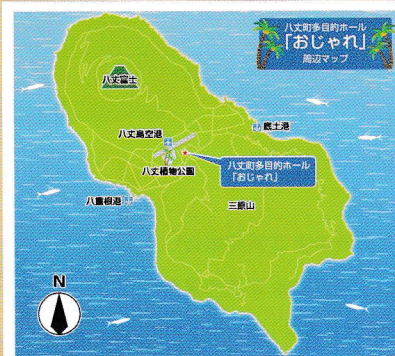 八丈町多目的ホール
「おじゃれ」
周辺マップ
八丈富士
八丈島空港
底土港
八丈植物公園
八丈町多目的ホール
「おじゃれ」
八重根港
三原山
N